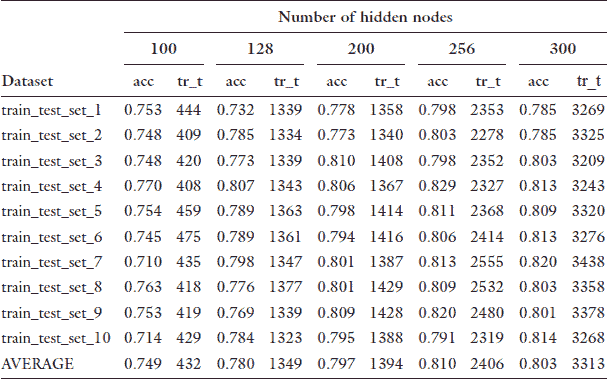 Number of hidden nodes
100 128 200 256 300
Dataset acc tr_t acc tr_t acc tr_t acc tr_t acc tr_t
train_test_set_1 0.753 444 0.732 1339 0.778 1358 0.798 2353 0.785 3269
train_test_set_2 0.748 409 0.785 1334 0.773 1340 0.803 2278 0.785 3325
train_test_set_3 0.748 420 0.773 1339 0.810 1408 0.798 2352 0.803 3209
train_test_set_4 0.770 408 0.807 1343 0.806 1367 0.829 2327 0.813 3243
train_test_set_5 0.754 459 0.789 1363 0.798 1414 0.811 2368 0.809 3320
train_test_set_6 0.745 475 0.789 1361 0.794 1416 0.806 2414 0.813 3276
train_test_set_7 0.710 435 0.798 1347 0.801 1387 0.813 2555 0.820 3438
train_test_set_8 0.763 418 0.776 1377 0.801 1429 0.809 2532 0.803 3358
train_test_set_9 0.753 419 0.769 1339 0.809 1428 0.820 2480 0.801 3378
train_test_set_10 0.714 429 0.784 1323 0.795 1388 0.791 2319 0.814 3268
AVERAGE 0.749 432 0.780 1349 0.797 1394 0.810 2406 0.803 3313